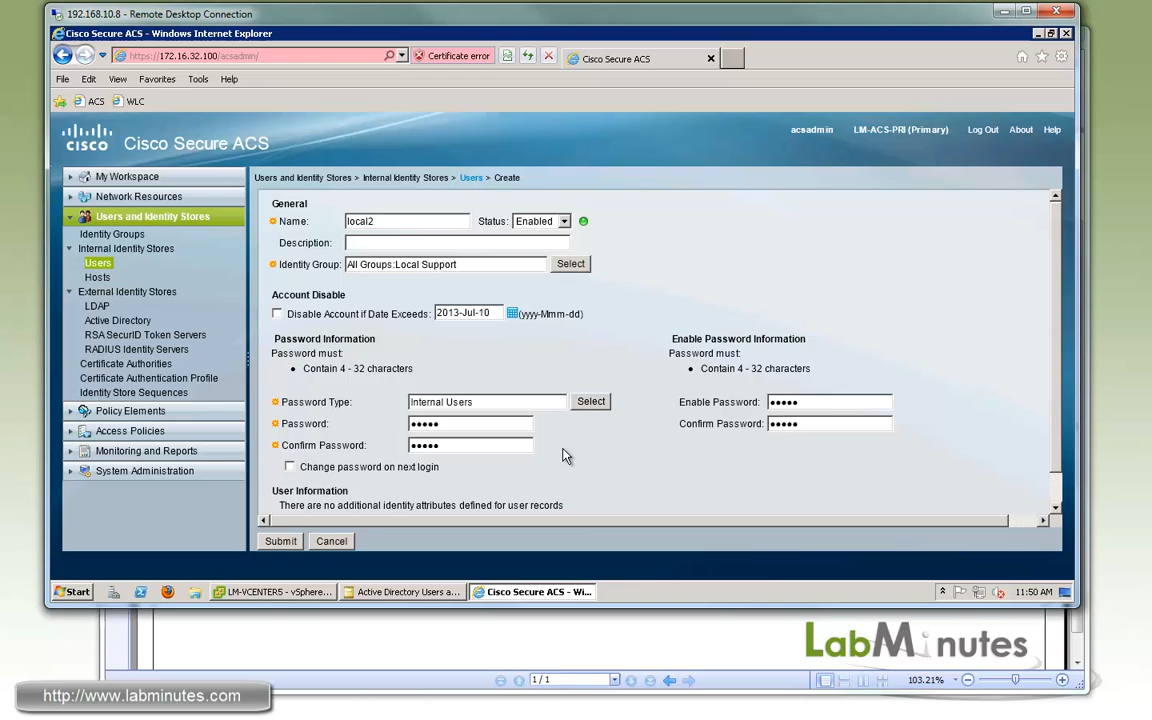 192.168.10.8 - Remote Desktop Connection
Cisco Secure ACS - Windows Internet Explorer
https://172.16.32.100/acsadmin/
Certificate error
Cisco Secure ACS
File Edit View Favorites Tools Help
ACS WLC
CISCO Cisco Secure ACS
acsadmin LM-ACS-PRI (Primary) Log Out About Help
My Workspace
Network Resources
Users and Identity Stores
Identity Groups
Internal Identity Stores
Users
Hosts
External Identity Stores
LDAP
Active Directory
RSA SecurID Token Servers
RADIUS Identity Servers
Certificate Authorities
Certificate Authentication Profile
Identity Store Sequences
Policy Elements
Access Policies
Monitoring and Reports
System Administration
Users and Identity Stores > Internal Identity Stores > Users > Create
General
Name: local2 Status: Enabled
Description:
Identity Group: All Groups:Local Support Select
Account Disable
Disable Account if Date Exceeds: 2013-Jul-10 (yyyy-Mmm-dd)
Password Information
Password must:
• Contain 4 - 32 characters
Password Type: Internal Users Select
Password: •••••
Confirm Password: •••••
Change password on next login
Enable Password Information
Password must:
• Contain 4 - 32 characters
Enable Password: •••••
Confirm Password: •••••
User Information
There are no additional identity attributes defined for user records
Submit Cancel
Start LM-VCENTER5 - vSphere... Active Directory Users a... Cisco Secure ACS - Wi... 11:50 AM
LabMinutes
1 / 1 103.21%
http://www.labminutes.com